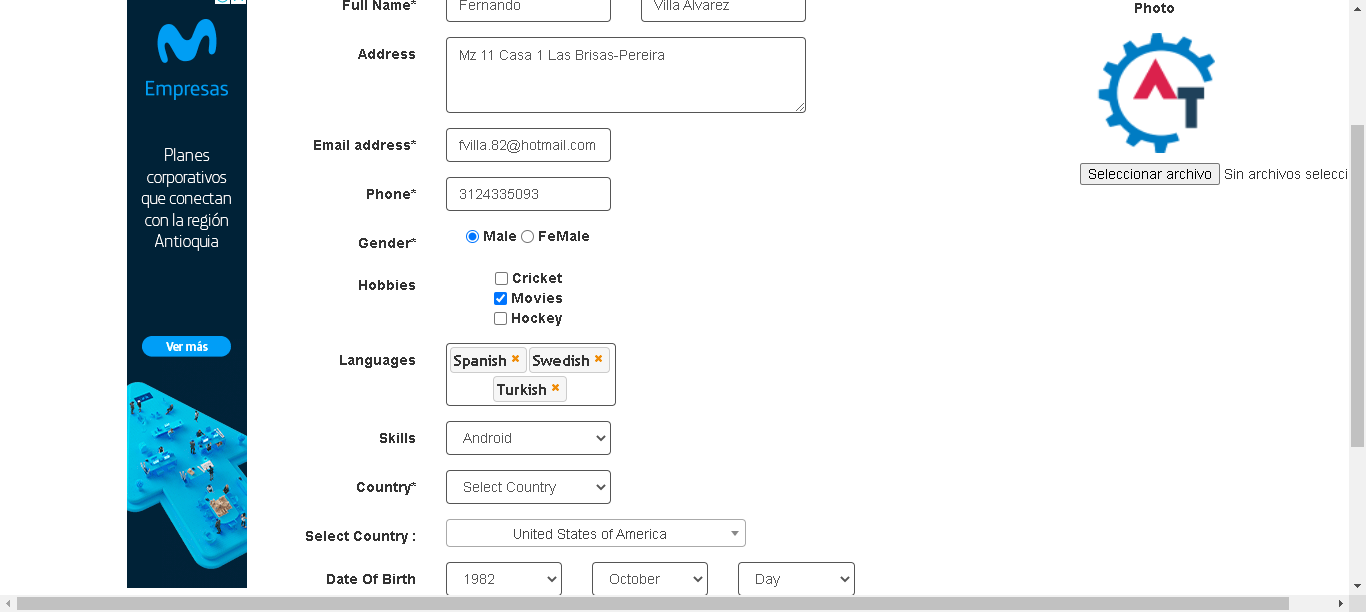 Empresas
Planes
corporativos
que conectan
con la región
Antioquia
Ver más
Full Name* Fernando Villa Alvarez
Address Mz 11 Casa 1 Las Brisas-Pereira
Email address* fvilla.82@hotmail.com
Phone* 3124335093
Gender* Male FeMale
Hobbies Cricket
Movies
Hockey
Languages Spanish Swedish
Turkish
Skills Android
Country* Select Country
Select Country : United States of America
Date Of Birth 1982 October Day
Photo
AT
Seleccionar archivo Sin archivos selecci